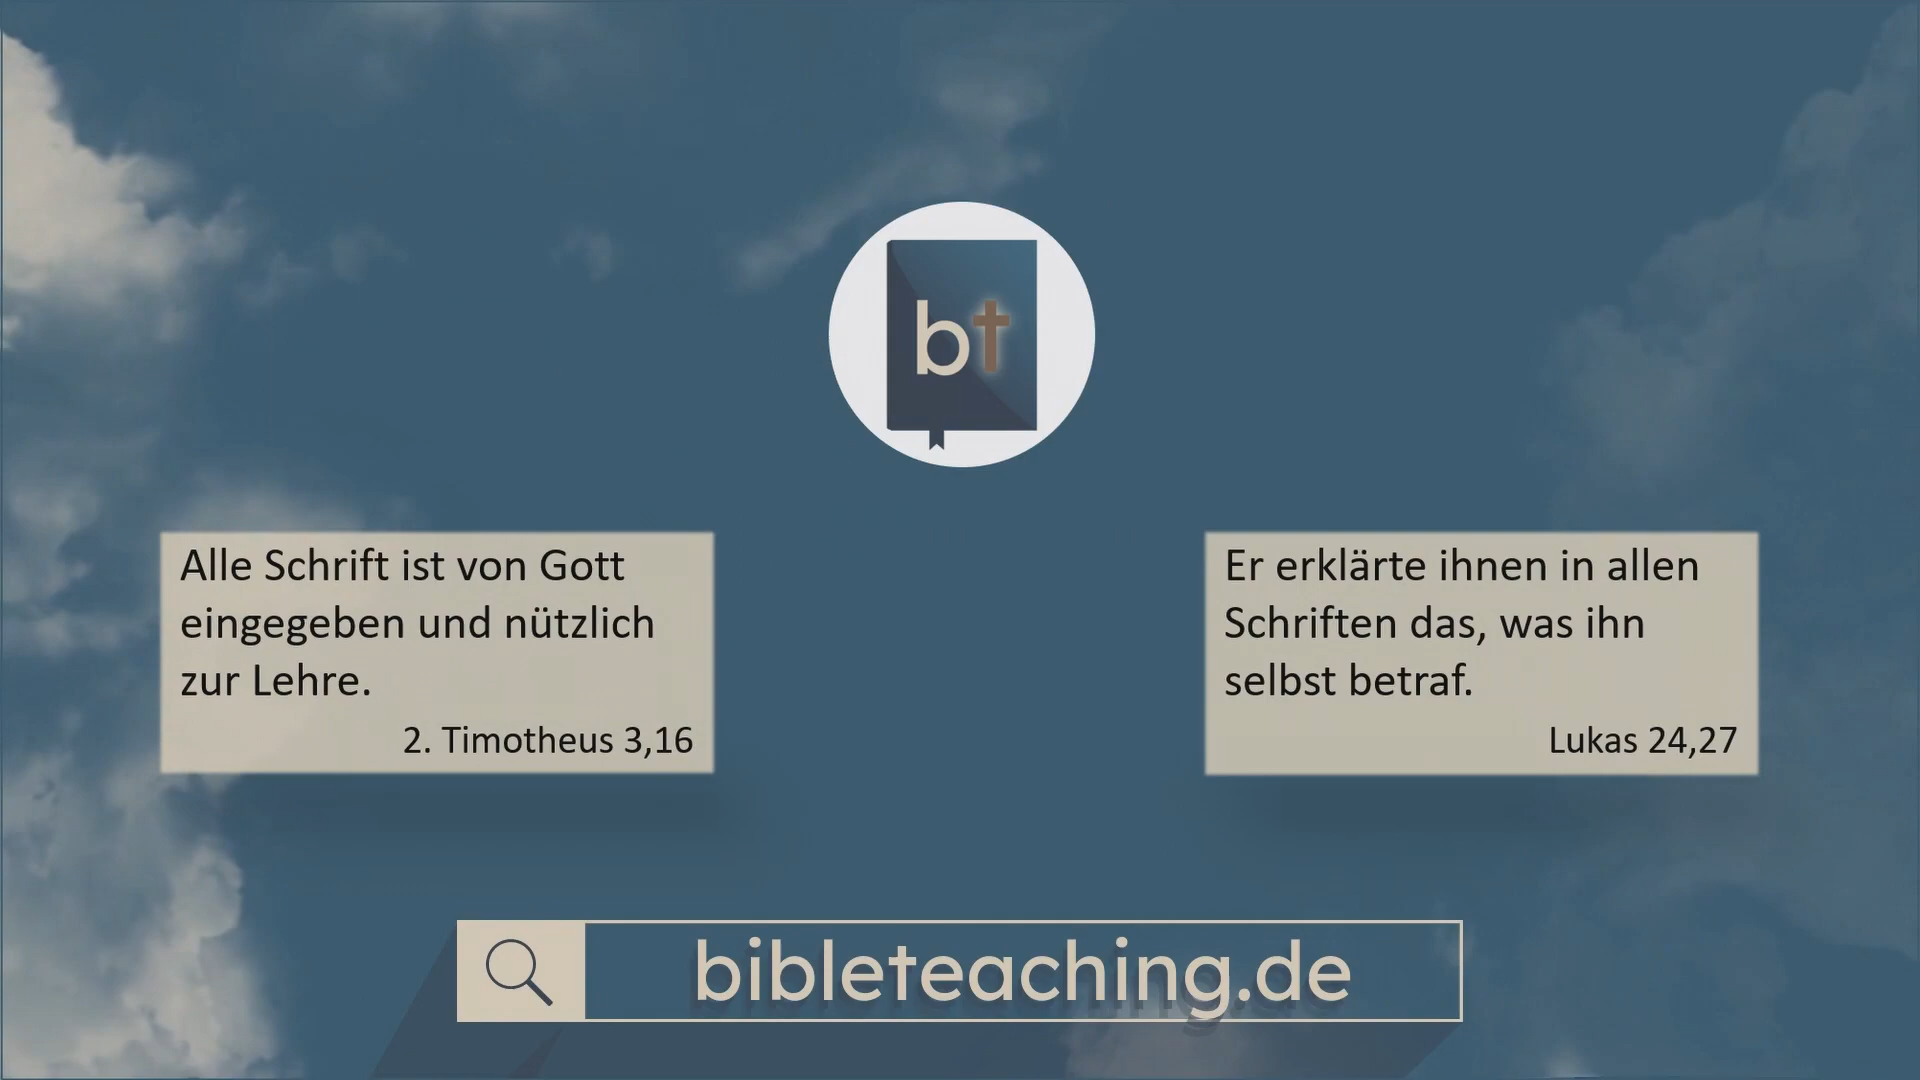 bt
Alle Schrift ist von Gott
eingegeben und nützlich
zur Lehre.
2. Timotheus 3,16
Er erklärte ihnen in allen
Schriften das, was ihn
selbst betraf.
Lukas 24,27
bibleteaching.de